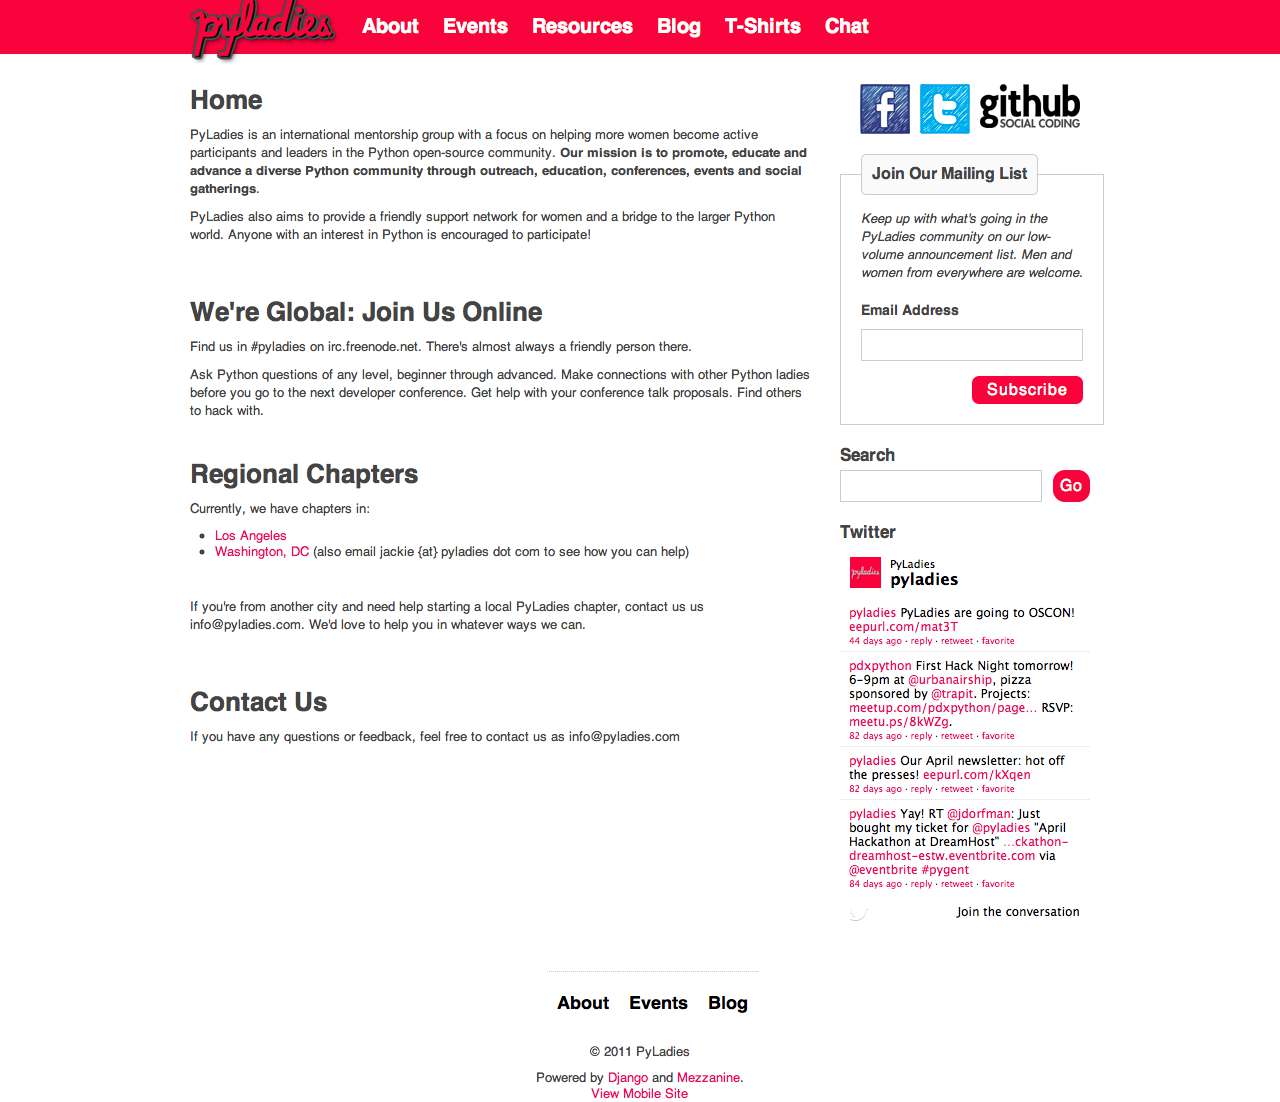 pyladies
About Events Resources Blog T-Shirts Chat
Home
PyLadies is an international mentorship group with a focus on helping more women become active
participants and leaders in the Python open-source community. Our mission is to promote, educate and
advance a diverse Python community through outreach, education, conferences, events and social
gatherings.
PyLadies also aims to provide a friendly support network for women and a bridge to the larger Python
world. Anyone with an interest in Python is encouraged to participate!
We're Global: Join Us Online
Find us in #pyladies on irc.freenode.net. There's almost always a friendly person there.
Ask Python questions of any level, beginner through advanced. Make connections with other Python ladies
before you go to the next developer conference. Get help with your conference talk proposals. Find others
to hack with.
Regional Chapters
Currently, we have chapters in:
• Los Angeles
• Washington, DC (also email jackie {at} pyladies dot com to see how you can help)
If you're from another city and need help starting a local PyLadies chapter, contact us us
info@pyladies.com. We'd love to help you in whatever ways we can.
Contact Us
If you have any questions or feedback, feel free to contact us as info@pyladies.com
f t github
SOCIAL CODING
Join Our Mailing List
Keep up with what's going in the
PyLadies community on our low-
volume announcement list. Men and
women from everywhere are welcome.
Email Address
Subscribe
Search
Go
Twitter
pyladies
PyLadies
pyladies
pyladies PyLadies are going to OSCON!
eepurl.com/mat3T
44 days ago · reply · retweet · favorite
pdxpython First Hack Night tomorrow!
6-9pm at @urbanairship, pizza
sponsored by @trapit. Projects:
meetup.com/pdxpython/page… RSVP:
meetu.ps/8kWZg.
82 days ago · reply · retweet · favorite
pyladies Our April newsletter: hot off
the presses! eepurl.com/kXqen
82 days ago · reply · retweet · favorite
pyladies Yay! RT @jdorfman: Just
bought my ticket for @pyladies "April
Hackathon at DreamHost" …ckathon-
dreamhost-estw.eventbrite.com via
@eventbrite #pygent
84 days ago · reply · retweet · favorite
Join the conversation
About Events Blog
© 2011 PyLadies
Powered by Django and Mezzanine.
View Mobile Site